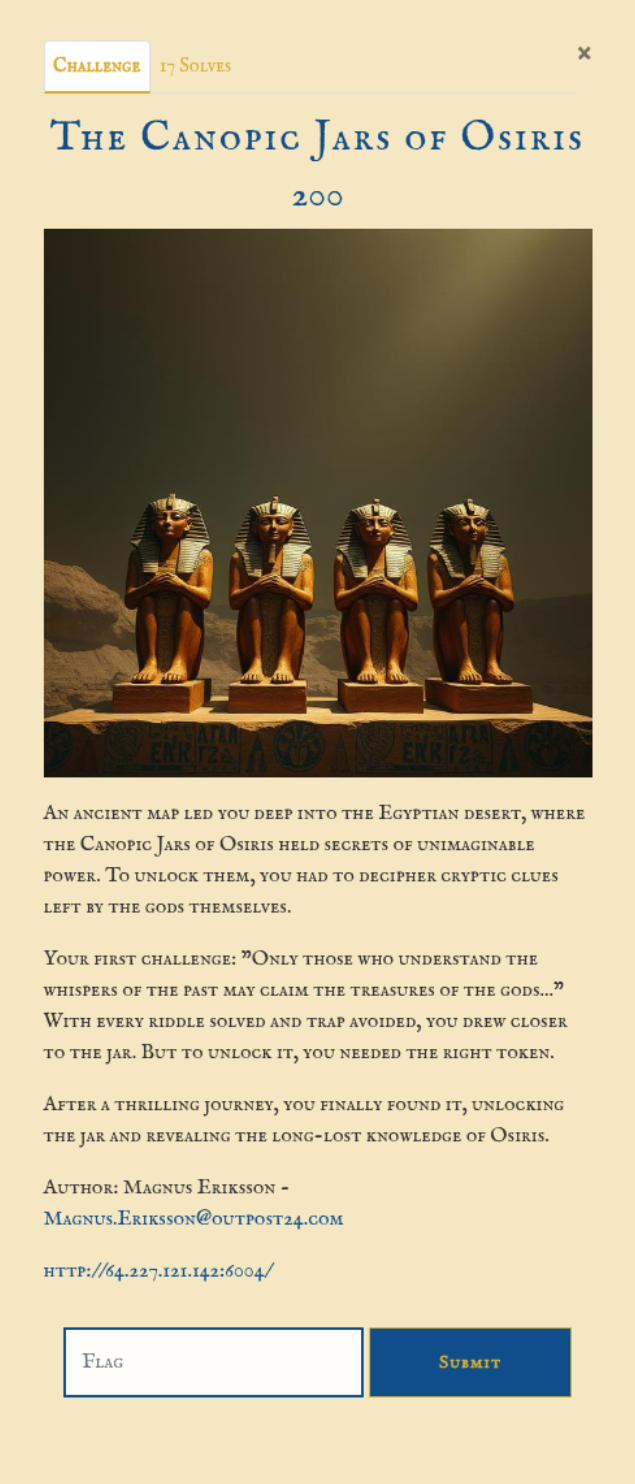 Challenge
17 Solves
×
The Canopic Jars of Osiris
200
An ancient map led you deep into the Egyptian desert, where
the Canopic Jars of Osiris held secrets of unimaginable
power. To unlock them, you had to decipher cryptic clues
left by the gods themselves.
Your first challenge: "Only those who understand the
whispers of the past may claim the treasures of the gods..."
With every riddle solved and trap avoided, you drew closer
to the jar. But to unlock it, you needed the right token.
After a thrilling journey, you finally found it, unlocking
the jar and revealing the long-lost knowledge of Osiris.
Author: Magnus Eriksson -
Magnus.Eriksson@outpost24.com
http://64.227.121.142:6004/
Flag
Submit